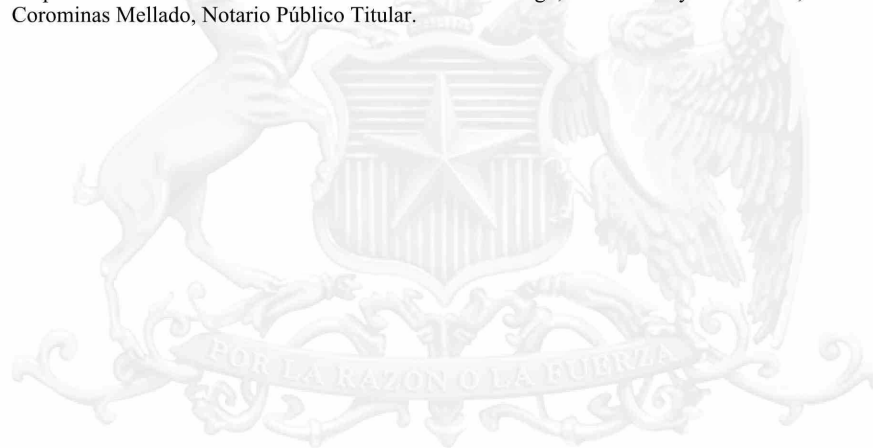 Corominas Mellado, Notario Público Titular.
POR LA RAZON O LA FUERZA